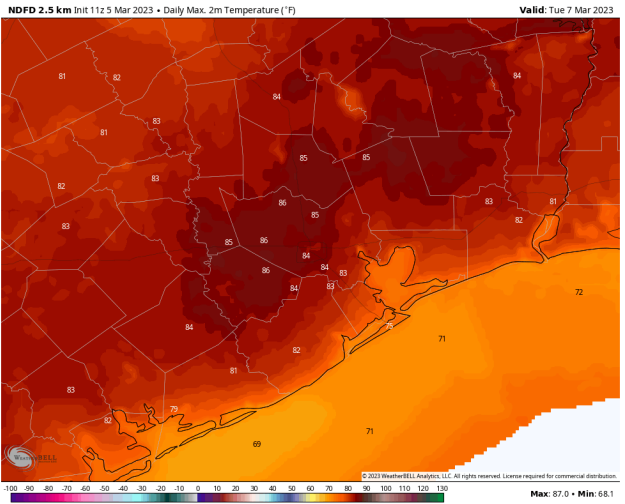 NDFD 2.5 km Init 11z 5 Mar 2023 • Daily Max. 2m Temperature (°F) Valid: Tue 7 Mar 2023
81 82 84 84
83
81
85 85
82 83
86 83 81
85 82
83
85 86
84
86 84 83
84 83
72
84 75
71
82
81
83
79
82
71
69
WeatherBELL
© 2023 WeatherBELL Analytics, LLC. All rights reserved. License required for commercial distribution.
-100 -90 -80 -70 -60 -50 -40 -30 -20 -10 0 10 20 30 40 50 60 70 80 90 100 110 120 130
Max: 87.0 • Min: 68.1